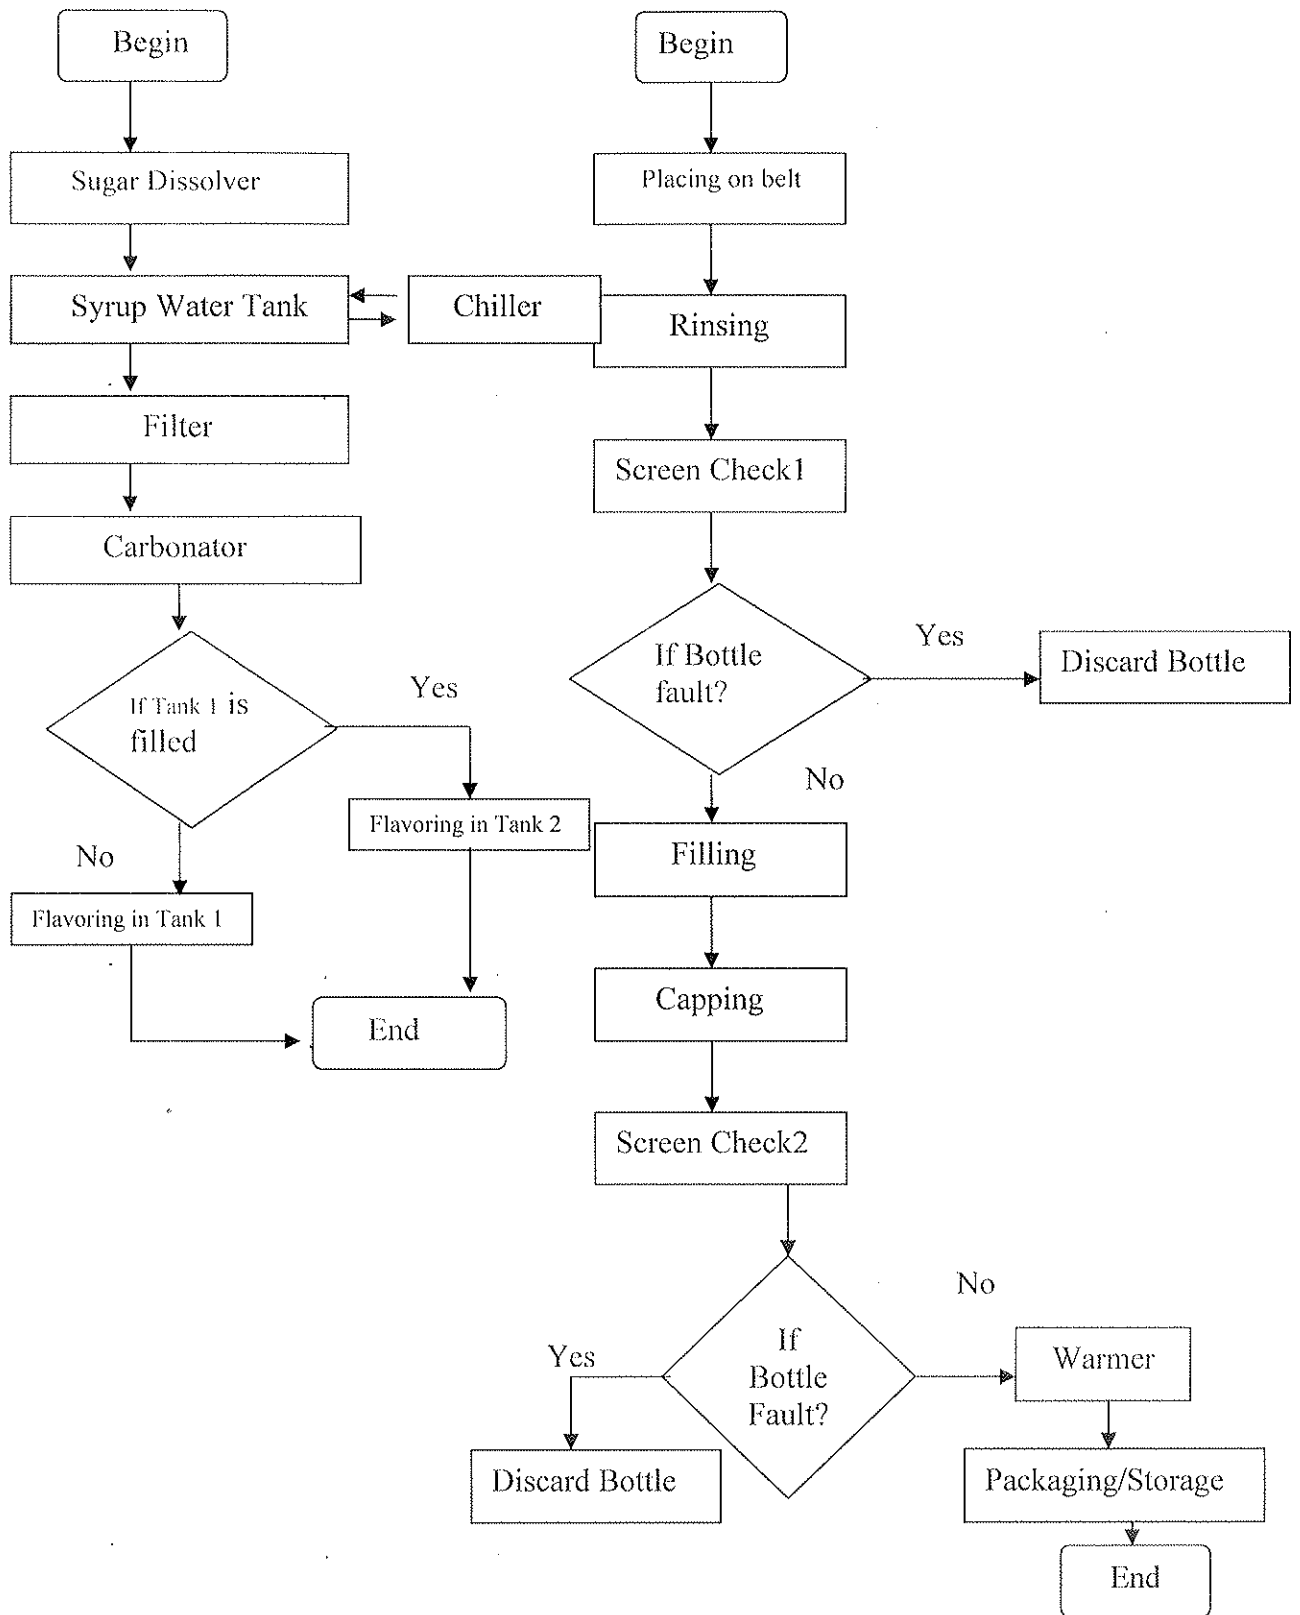 Begin
Sugar Dissolver
Syrup Water Tank
Chiller
Filter
Carbonator
If Tank 1 is
filled
Yes
No
Flavoring in Tank 2
Flavoring in Tank 1
End
Begin
Placing on belt
Rinsing
Screen Check1
If Bottle
fault?
Yes
Discard Bottle
No
Filling
Capping
Screen Check2
If
Bottle
Fault?
Yes
Discard Bottle
No
Warmer
Packaging/Storage
End